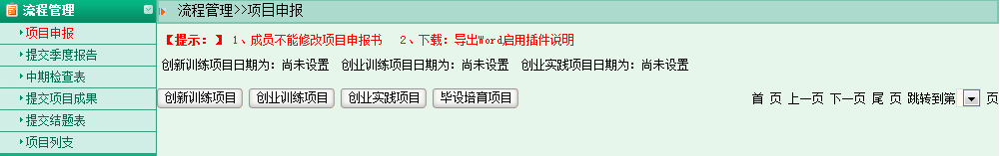 流程管理
项目申报
提交季度报告
中期检查表
提交项目成果
提交结题表
项目列支
流程管理>>项目申报
【提示：】 1、成员不能修改项目申报书 2、下载：导出Word启用插件说明
创新训练项目日期为：尚未设置 创业训练项目日期为：尚未设置 创业实践项目日期为：尚未设置
创新训练项目 创业训练项目 创业实践项目 毕设培育项目
首 页 上一页 下一页 尾 页 跳转到第 页